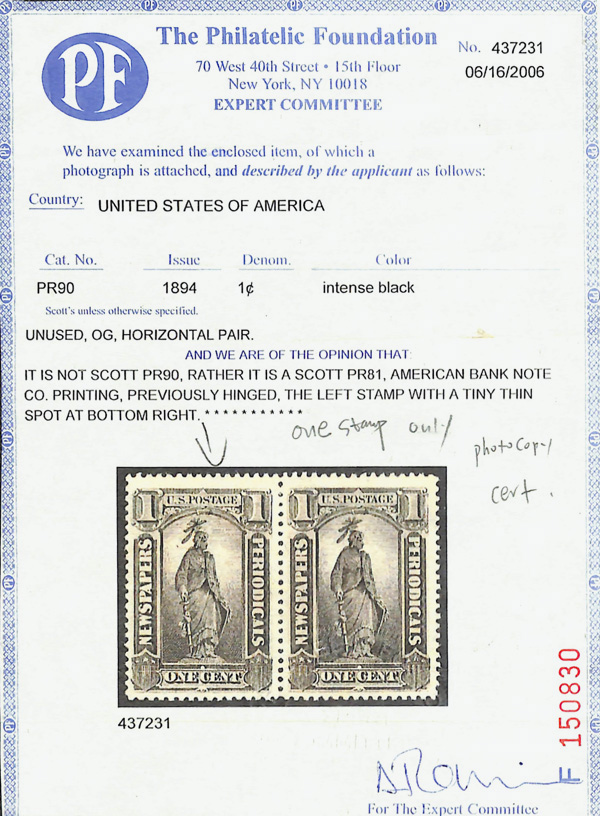 PF
The Philatelic Foundation
70 West 40th Street • 15th Floor
New York, NY 10018
EXPERT COMMITTEE
No. 437231
06/16/2006
We have examined the enclosed item, of which a
photograph is attached, and described by the applicant as follows:
Country: UNITED STATES OF AMERICA
Cat. No. Issue Denom. Color
PR90 1894 1¢ intense black
Scott's unless otherwise specified.
UNUSED, OG, HORIZONTAL PAIR.
AND WE ARE OF THE OPINION THAT:
IT IS NOT SCOTT PR90, RATHER IT IS A SCOTT PR81, AMERICAN BANK NOTE
CO. PRINTING, PREVIOUSLY HINGED, THE LEFT STAMP WITH A TINY THIN
SPOT AT BOTTOM RIGHT. * * * * * * * * * * *
one stamp only
photocopy
cert.
1 U.S. POSTAGE 1
NEWSPAPERS
PERIODICALS
ONE CENT
1 U.S. POSTAGE 1
NEWSPAPERS
PERIODICALS
ONE CENT
437231
F 150830
For The Expert Committee